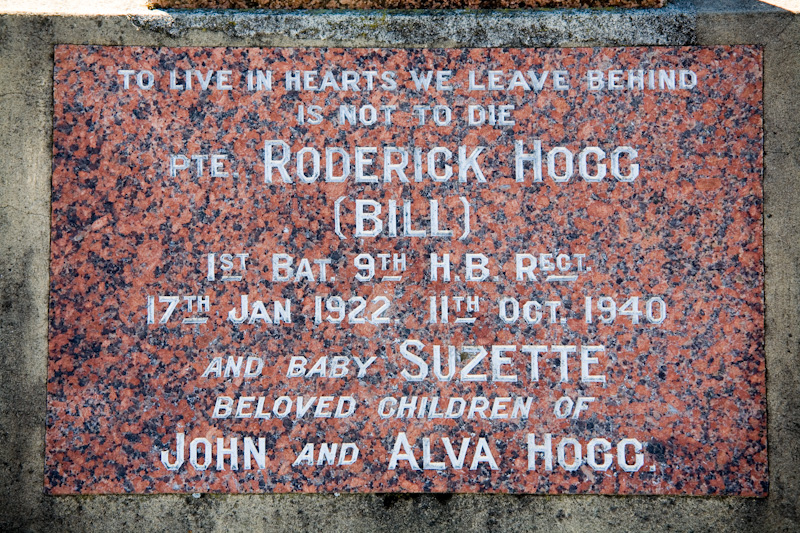 TO LIVE IN HEARTS WE LEAVE BEHIND
IS NOT TO DIE
PTE. RODERICK HOGG
(BILL)
1ST BAT. 9TH H.B. REGT.
17TH JAN 1922. 11TH OCT. 1940
AND BABY SUZETTE
BELOVED CHILDREN OF
JOHN AND ALVA HOGG.